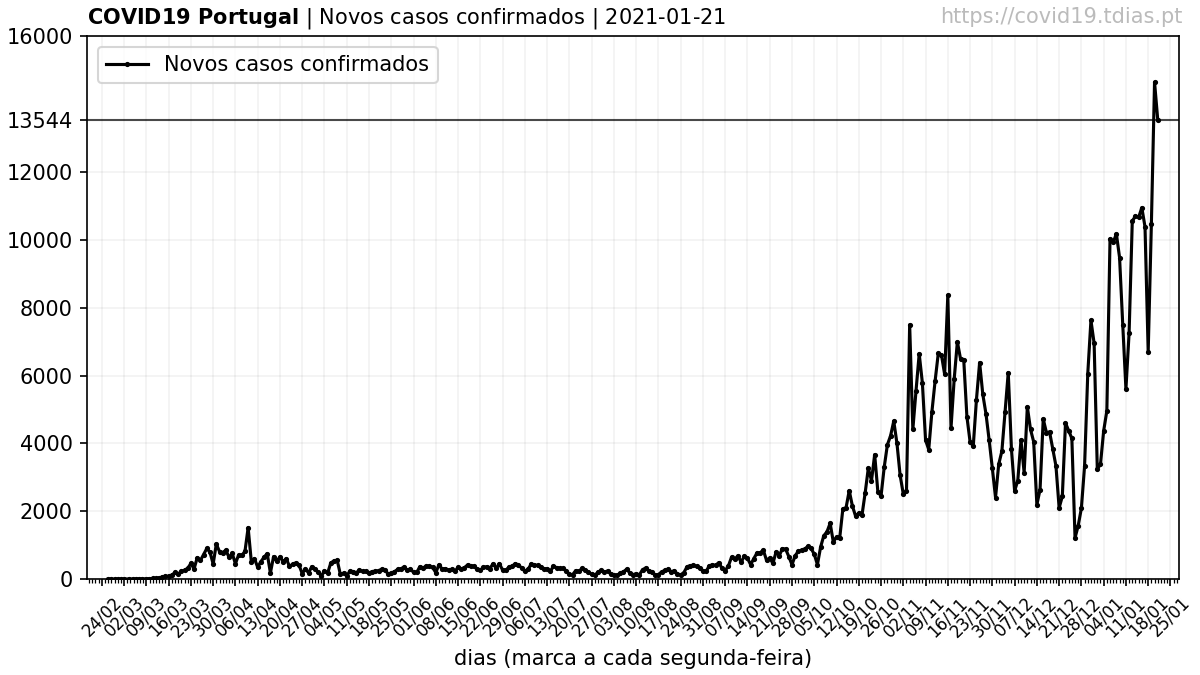 COVID19 Portugal | Novos casos confirmados | 2021-01-21
https://covid19.tdias.pt
Novos casos confirmados
16000
13544
12000
10000
8000
6000
4000
2000
0
24/02 02/03 09/03 16/03 23/03 30/03 06/04 13/04 20/04 27/04 04/05 11/05 18/05 25/05 01/06 08/06 15/06 22/06 29/06 06/07 13/07 20/07 27/07 03/08 10/08 17/08 24/08 31/08 07/09 14/09 21/09 28/09 05/10 12/10 19/10 26/10 02/11 09/11 16/11 23/11 30/11 07/12 14/12 21/12 28/12 04/01 11/01 18/01 25/01
dias (marca a cada segunda-feira)